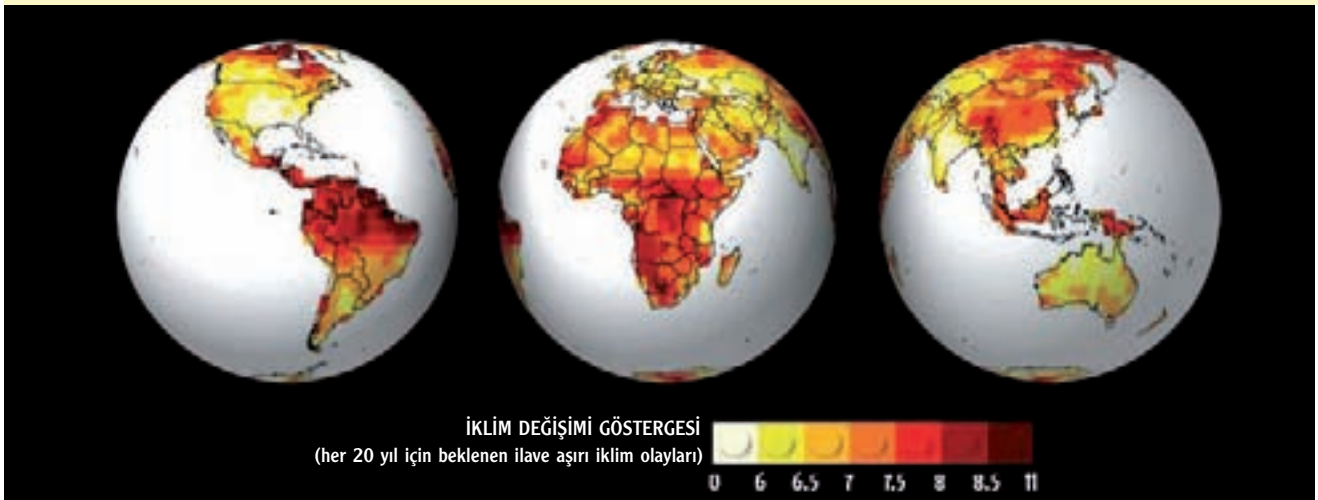 İKLİM DEĞİŞİMİ GÖSTERGESİ
(her 20 yıl için beklenen ilave aşırı iklim olayları)
0 6 6.5 7 7.5 8 8.5 11